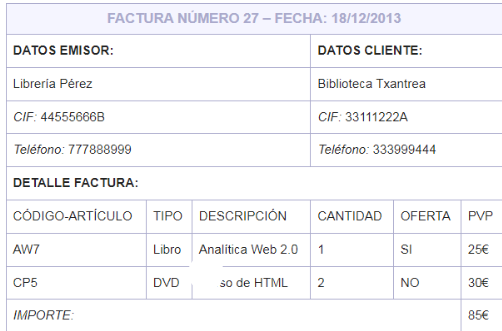 FACTURA NÚMERO 27 – FECHA: 18/12/2013
DATOS EMISOR: DATOS CLIENTE:
Librería Pérez Biblioteca Txantrea
CIF: 44555666B CIF: 33111222A
Teléfono: 777888999 Teléfono: 333999444
DETALLE FACTURA:
CÓDIGO-ARTÍCULO TIPO DESCRIPCIÓN CANTIDAD OFERTA PVP
AW7 Libro Analítica Web 2.0 1 SI 25€
CP5 DVD de HTML 2 NO 30€
IMPORTE: 85€